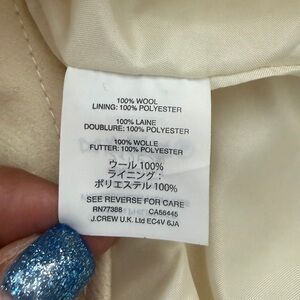 100% WOOL
LINING: 100% POLYESTER
100% LAINE
DOUBLURE: 100% POLYESTER
100% WOLLE
FUTTER: 100% POLYESTER
ウール 100%
ライニング :
ポリエステル 100%
SEE REVERSE FOR CARE
RN77388 CA56445
J.CREW U.K. Ltd EC4V 6JA